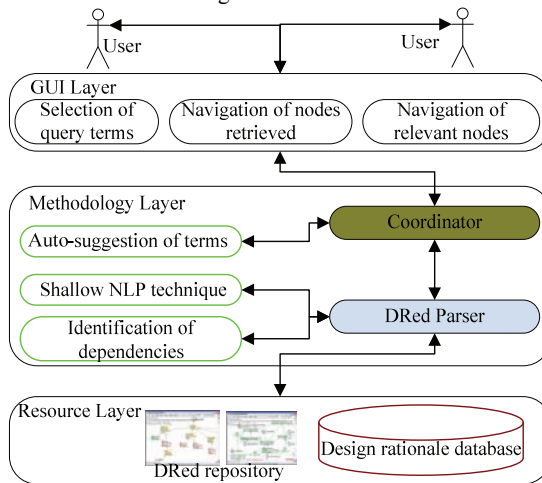 User
User
GUI Layer
Selection of
query terms
Navigation of nodes
retrieved
Navigation of
relevant nodes
Methodology Layer
Coordinator
Auto-suggestion of terms
Shallow NLP technique
Identification of
dependencies
DRed Parser
Resource Layer
DRed repository
Design rationale database